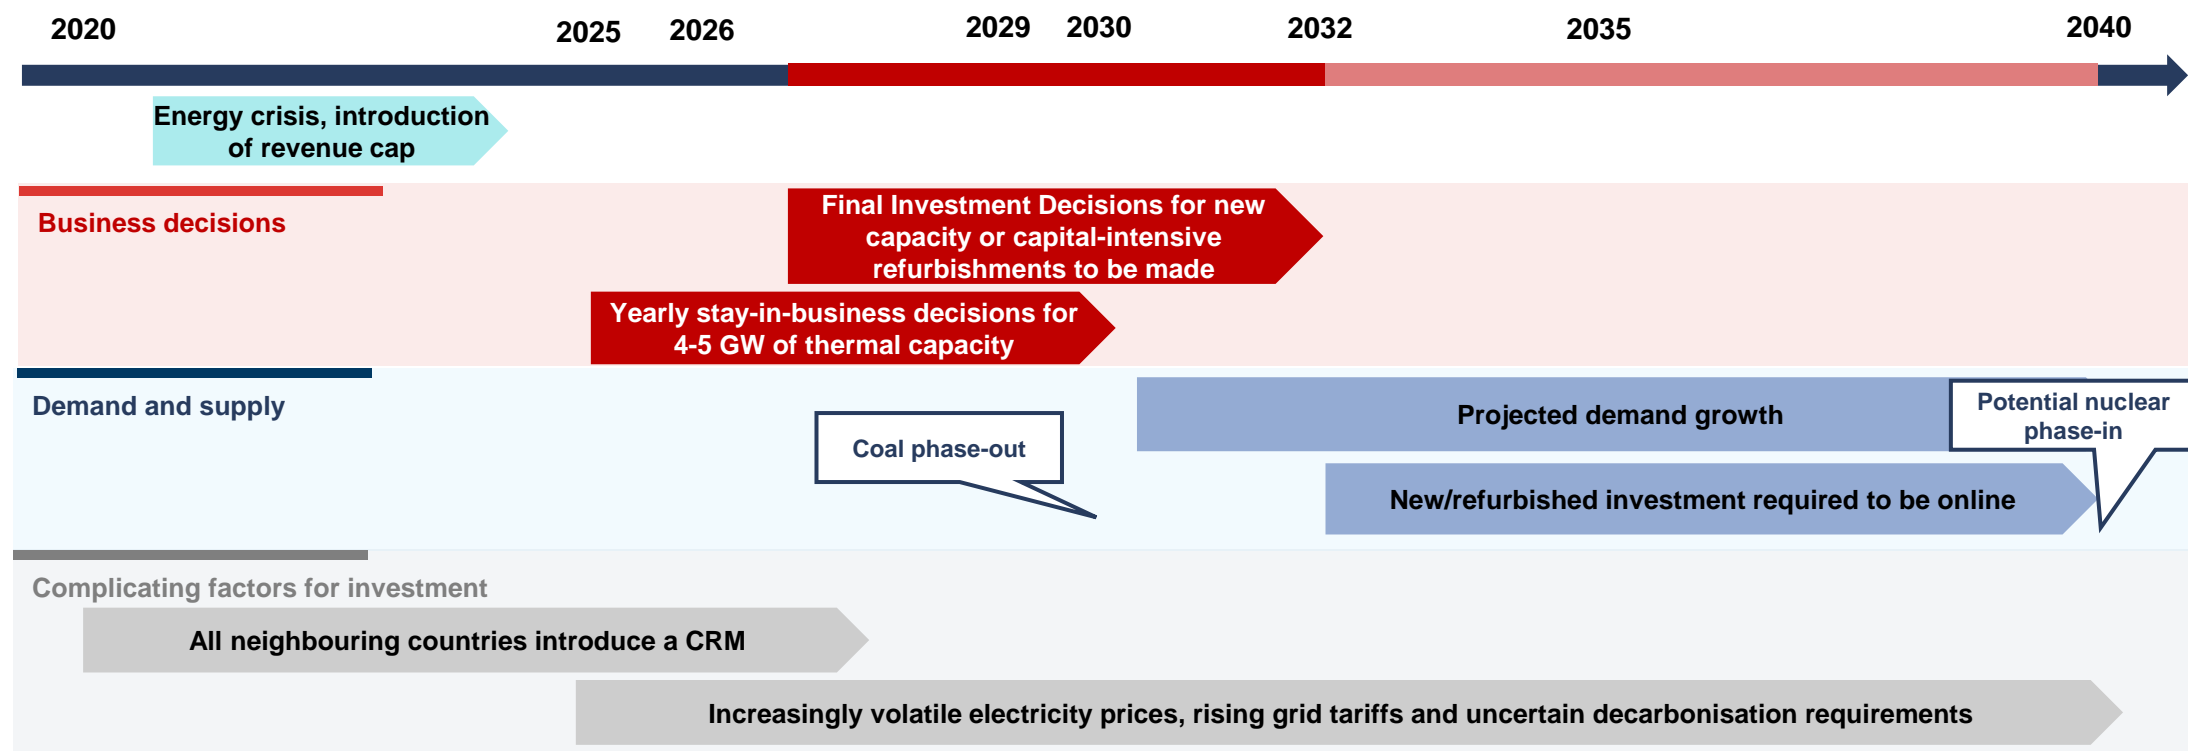 2020 2025 2026 2029 2030 2032 2035 2040
Energy crisis, introduction
of revenue cap
Business decisions
Final Investment Decisions for new
capacity or capital-intensive
refurbishments to be made
Yearly stay-in-business decisions for
4-5 GW of thermal capacity
Demand and supply
Projected demand growth
Potential nuclear
phase-in
Coal phase-out
New/refurbished investment required to be online
Complicating factors for investment
All neighbouring countries introduce a CRM
Increasingly volatile electricity prices, rising grid tariffs and uncertain decarbonisation requirements